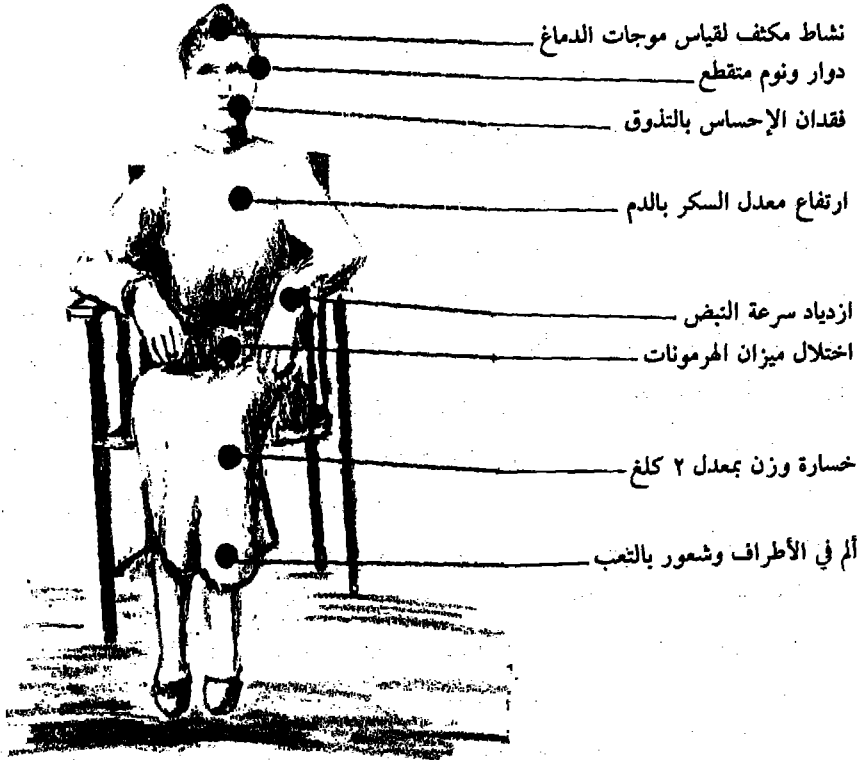 نشاط مكثف لقياس موجات الدماغ
دوار ونوم متقطع
فقدان الإحساس بالتذوق
ارتفاع معدل السكر بالدم
ازدياد سرعة النبض
اختلال ميزان الهرمونات
خسارة وزن بمعدل ٢ كلغ
ألم في الأطراف وشعور بالتعب